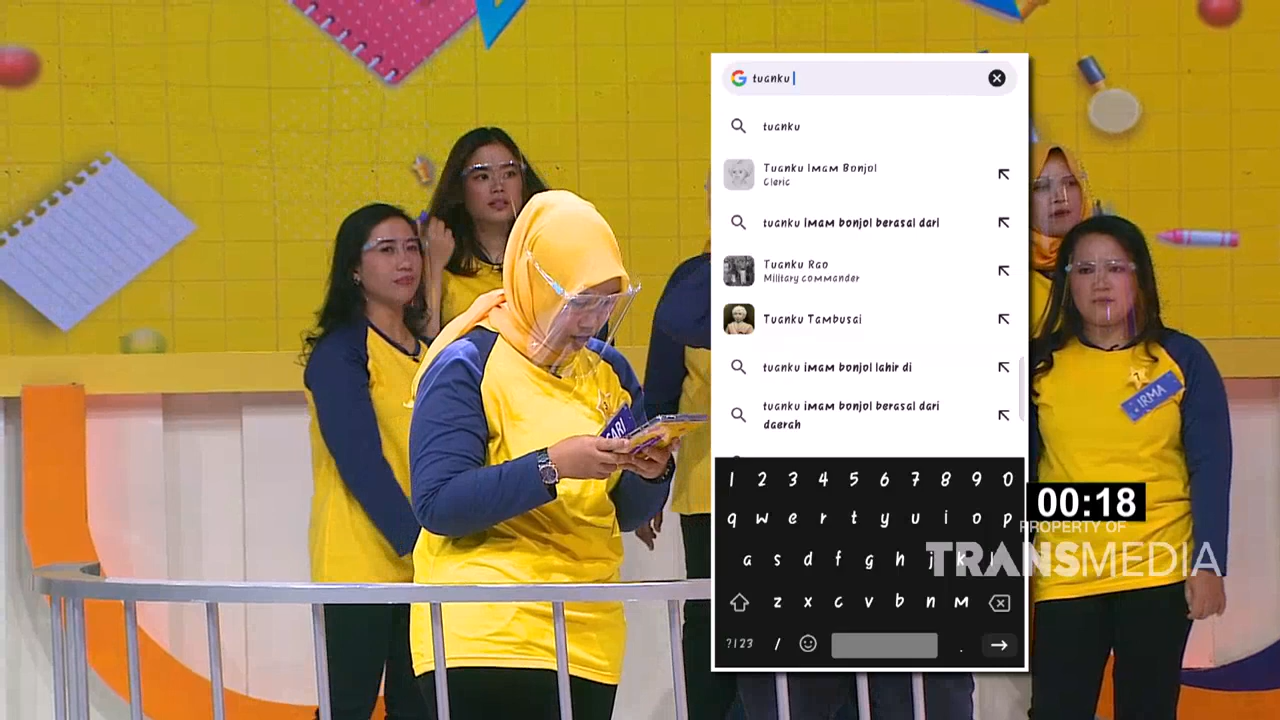 tuanku
tuanku
Tuanku Imam Bonjol
Cleric
tuanku imam bonjol berasal dari
Tuanku Rao
Military commander
Tuanku Tambusai
tuanku imam bonjol lahir di
tuanku imam bonjol berasal dari
daerah
1 2 3 4 5 6 7 8 9 0
q w e r t y u i o p
a s d f g h j k l
z x c v b n m
?123 / .
SARI
IRMA
00:18
PROPERTY OF
TRANSMEDIA